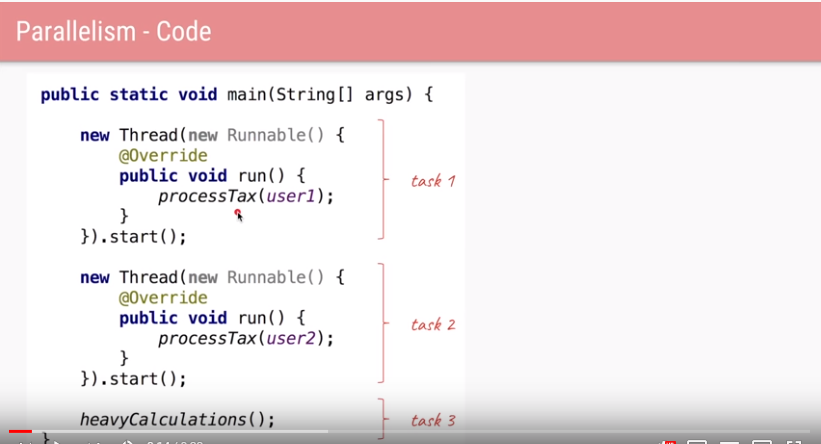 Parallelism - Code
public static void main(String[] args) {
new Thread(new Runnable() {
@Override
public void run() {
processTax(user1);
}
}).start();
task 1
new Thread(new Runnable() {
@Override
public void run() {
processTax(user2);
}
}).start();
task 2
heavyCalculations();
task 3
}